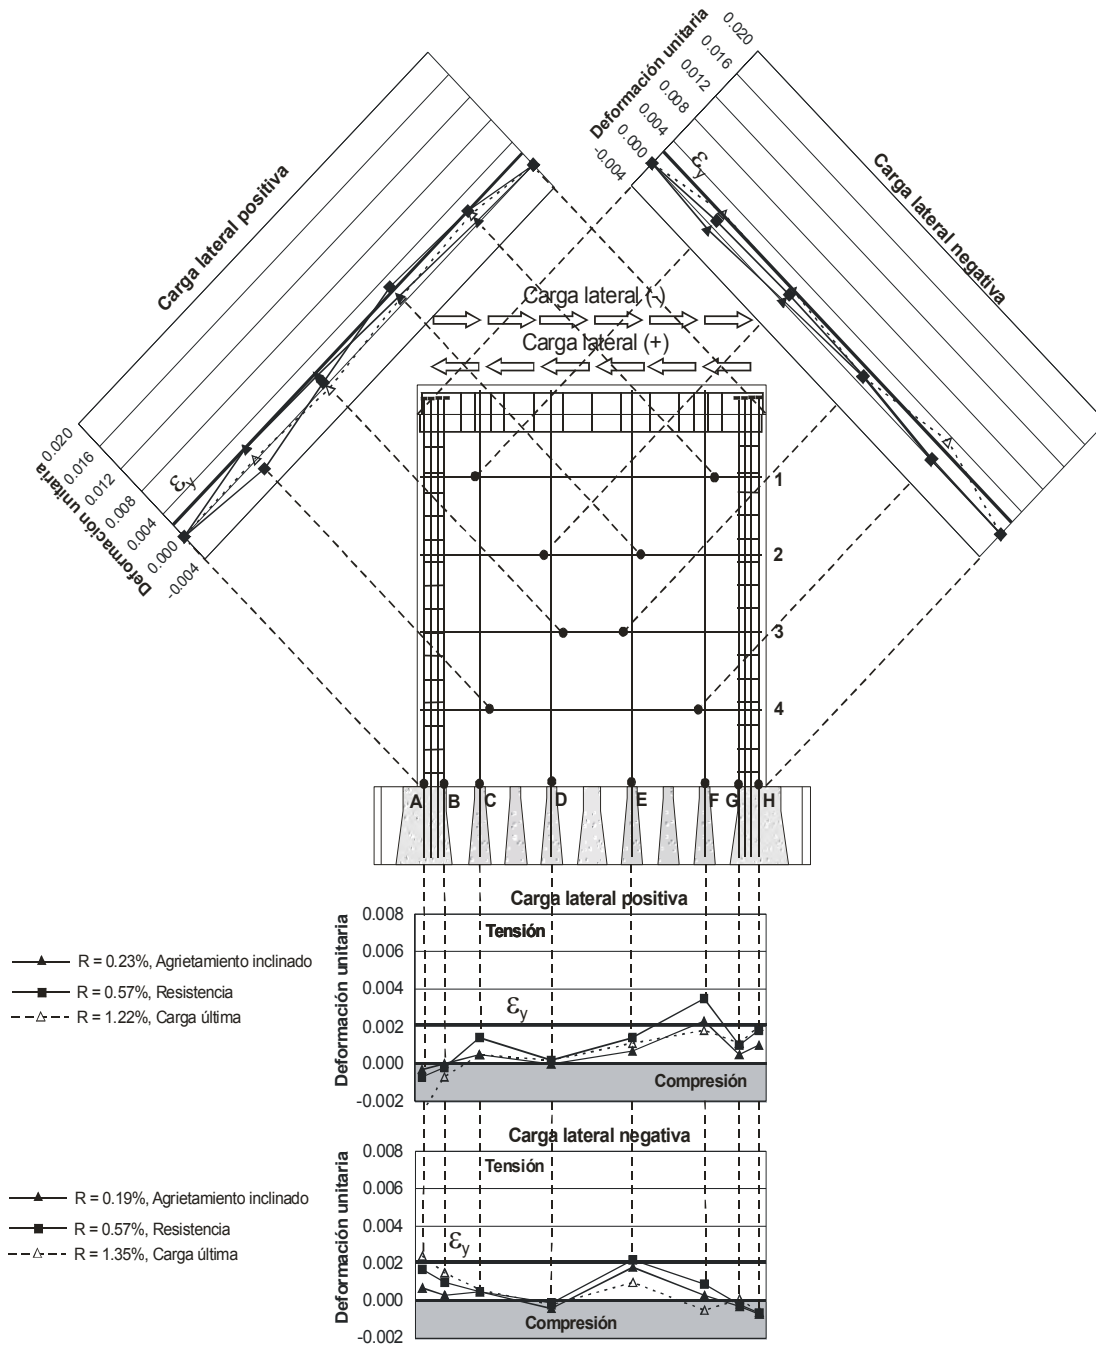 Carga lateral positiva
0.020
0.016
0.012
0.008
0.004
0.000
-0.004
Deformación unitaria
εy
Deformación unitaria
0.020
0.016
0.012
0.008
0.004
0.000
-0.004
εy
Carga lateral negativa
Carga lateral (-)
Carga lateral (+)
1
2
3
4
A B C D E F G H
Carga lateral positiva
Deformación unitaria
0.008
0.006
0.004
0.002
0.000
-0.002
Tensión
εy
Compresión
R = 0.23%, Agrietamiento inclinado
R = 0.57%, Resistencia
R = 1.22%, Carga última
Carga lateral negativa
Deformación unitaria
0.008
0.006
0.004
0.002
0.000
-0.002
Tensión
εy
Compresión
R = 0.19%, Agrietamiento inclinado
R = 0.57%, Resistencia
R = 1.35%, Carga última